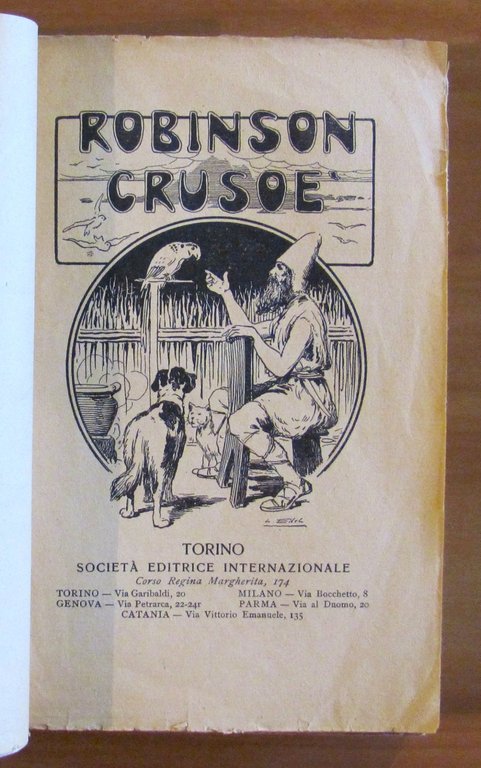 ROBINSON
CRUSOE'
TORINO
SOCIETÀ EDITRICE INTERNAZIONALE
Corso Regina Margherita, 174
TORINO — Via Garibaldi, 20 MILANO — Via Bocchetto, 8
GENOVA — Via Petrarca, 22-24r PARMA — Via al Duomo, 20
CATANIA — Via Vittorio Emanuele, 135